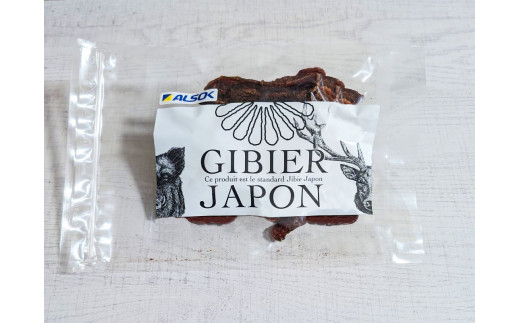 ALSOK
GIBIER
Ce produit est le standard Jibie Japon
JAPON